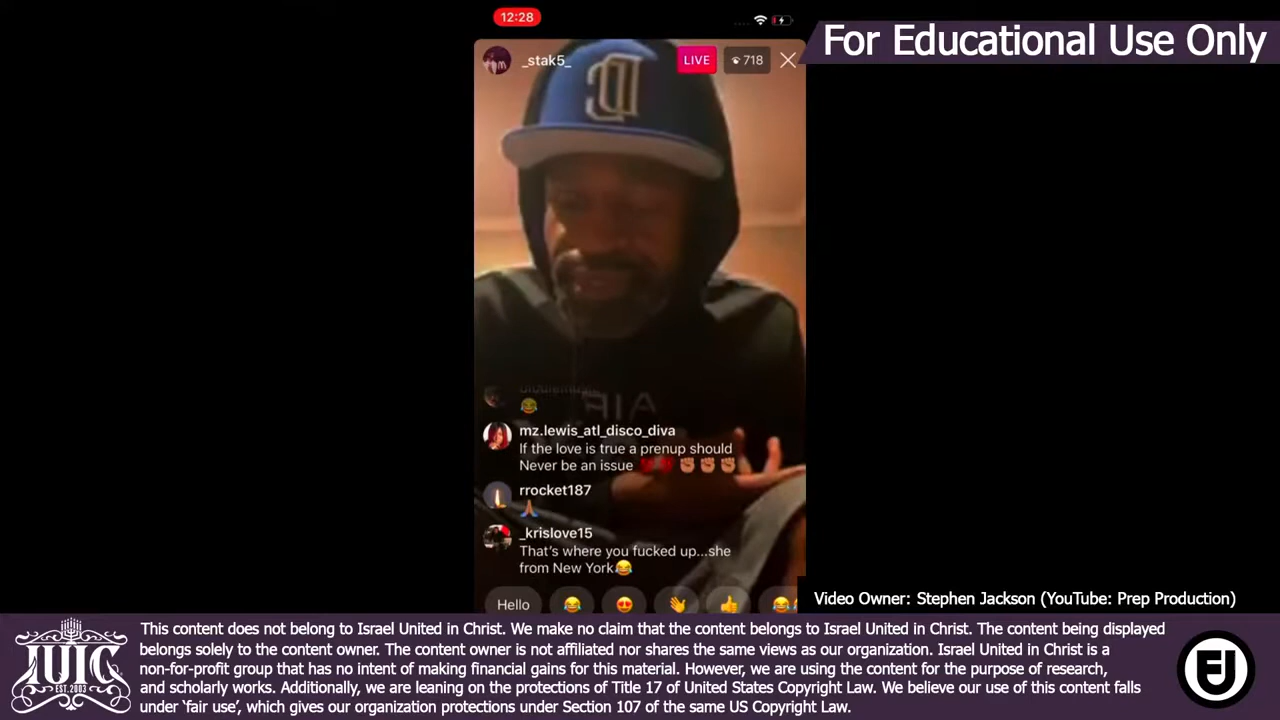 12:28
For Educational Use Only
_stak5_
LIVE
718
AIR
mz.lewis_atl_disco_diva
If the love is true a prenup should
Never be an issue
rrocket187
_krislove15
That's where you fucked up...she
from New York😂
Hello
Video Owner: Stephen Jackson (YouTube: Prep Production)
This content does not belong to Israel United in Christ. We make no claim that the content belongs to Israel United in Christ. The content being displayed
belongs solely to the content owner. The content owner is not affiliated nor shares the same views as our organization. Israel United in Christ is a
non-for-profit group that has no intent of making financial gains for this material. However, we are using the content for the purpose of research,
and scholarly works. Additionally, we are leaning on the protections of Title 17 of United States Copyright Law. We believe our use of this content falls
under 'fair use', which gives our organization protections under Section 107 of the same US Copyright Law.
IUIC
EST. 2003